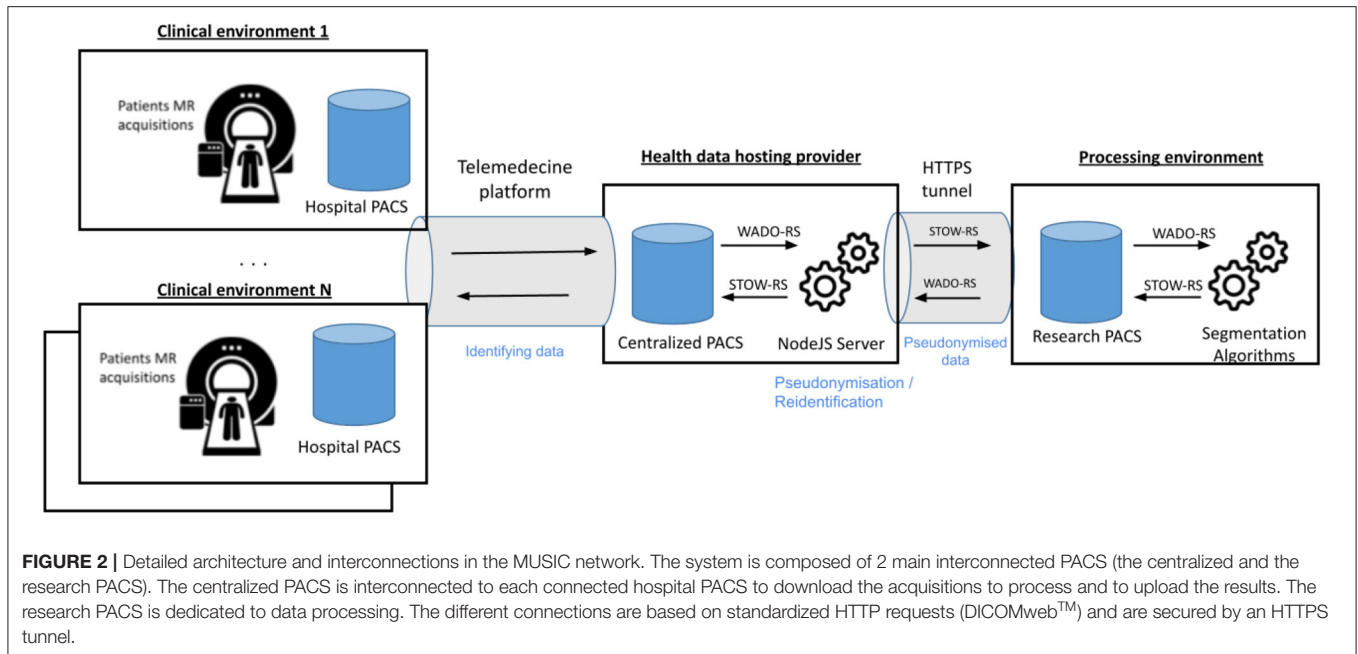 Clinical environment 1
Patients MR
acquisitions
Hospital PACS
. . .
Clinical environment N
Patients MR
acquisitions
Hospital PACS
Telemedecine
platform
Identifying data
Health data hosting provider
WADO-RS
STOW-RS
Centralized PACS
NodeJS Server
Pseudonymisation /
Reidentification
HTTPS
tunnel
STOW-RS
WADO-RS
Pseudonymised
data
Processing environment
WADO-RS
STOW-RS
Research PACS
Segmentation
Algorithms
FIGURE 2 | Detailed architecture and interconnections in the MUSIC network. The system is composed of 2 main interconnected PACS (the centralized and the
research PACS). The centralized PACS is interconnected to each connected hospital PACS to download the acquisitions to process and to upload the results. The
research PACS is dedicated to data processing. The different connections are based on standardized HTTP requests (DICOMweb™) and are secured by an HTTPS
tunnel.